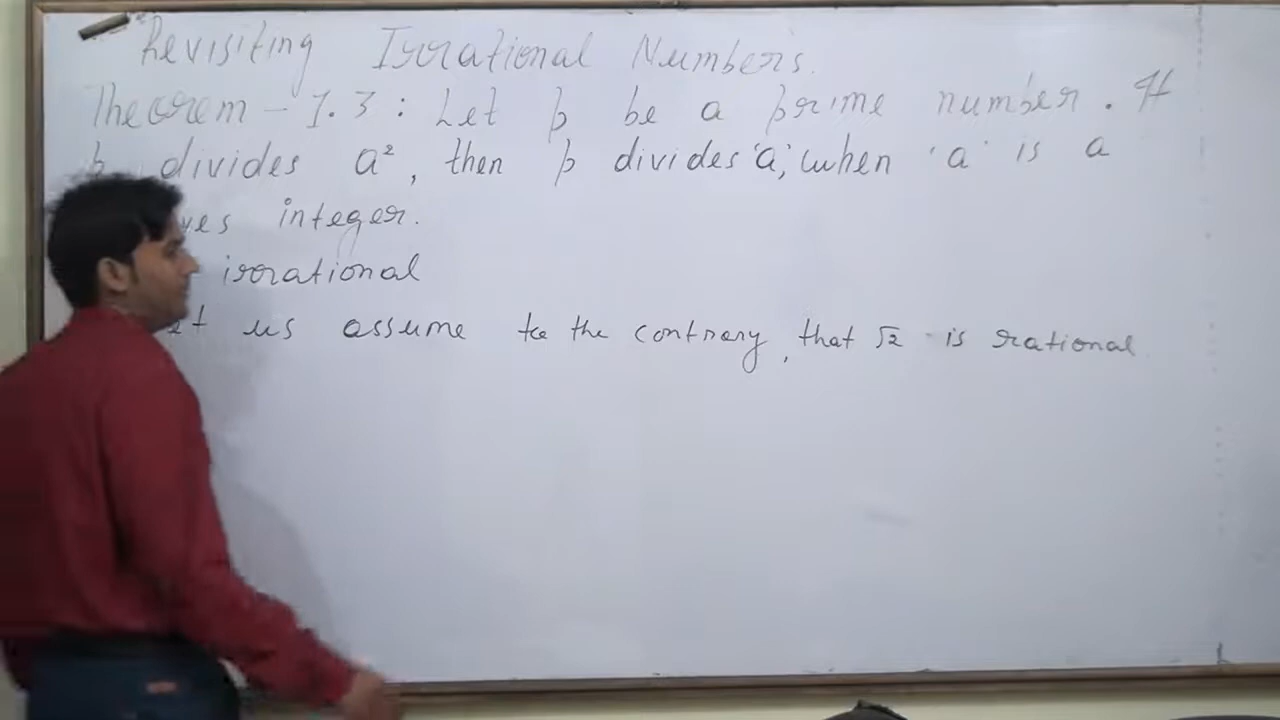 Revisiting Irrational Numbers.
Theorem - 1.3 : Let p be a prime number . If
p divides a², then p divides 'a', when 'a' is a
integer.
irrational
us assume to the contrary, that √2 is rational